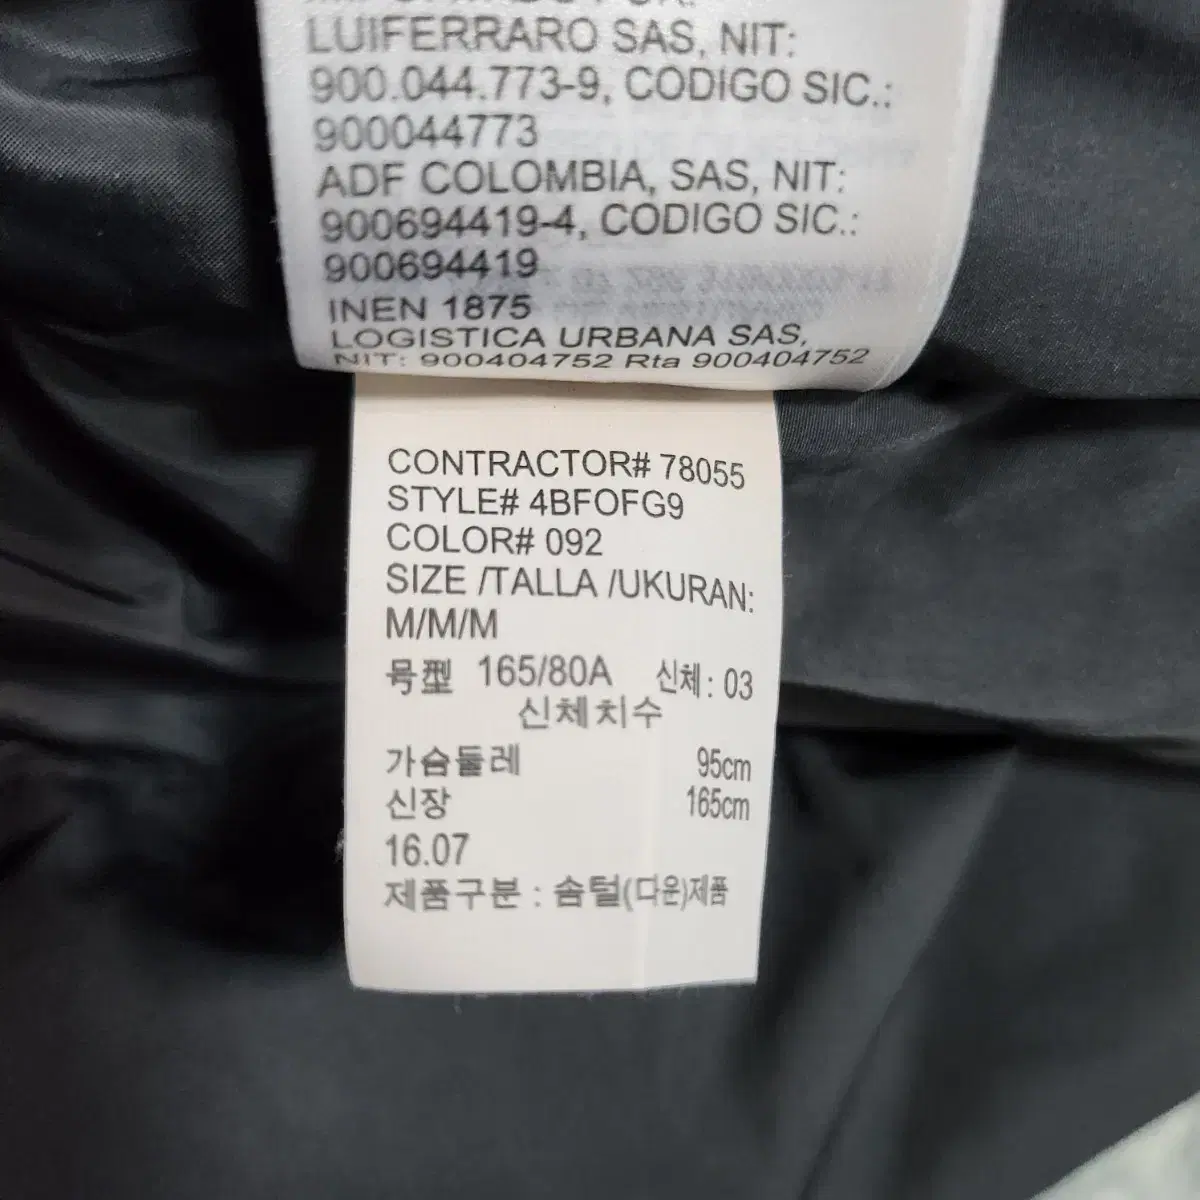 LUIFERRARO SAS, NIT:
900.044.773-9, CODIGO SIC.:
900044773
ADF COLOMBIA, SAS, NIT:
900694419-4, CODIGO SIC.:
900694419
INEN 1875
LOGISTICA URBANA SAS,
NIT: 900404752 Rta 900404752
CONTRACTOR# 78055
STYLE# 4BFOFG9
COLOR# 092
SIZE /TALLA /UKURAN:
M/M/M
号型 165/80A 신체: 03
신체치수
가슴둘레 95cm
신장 165cm
16.07
제품구분 : 솜털(다운)제품